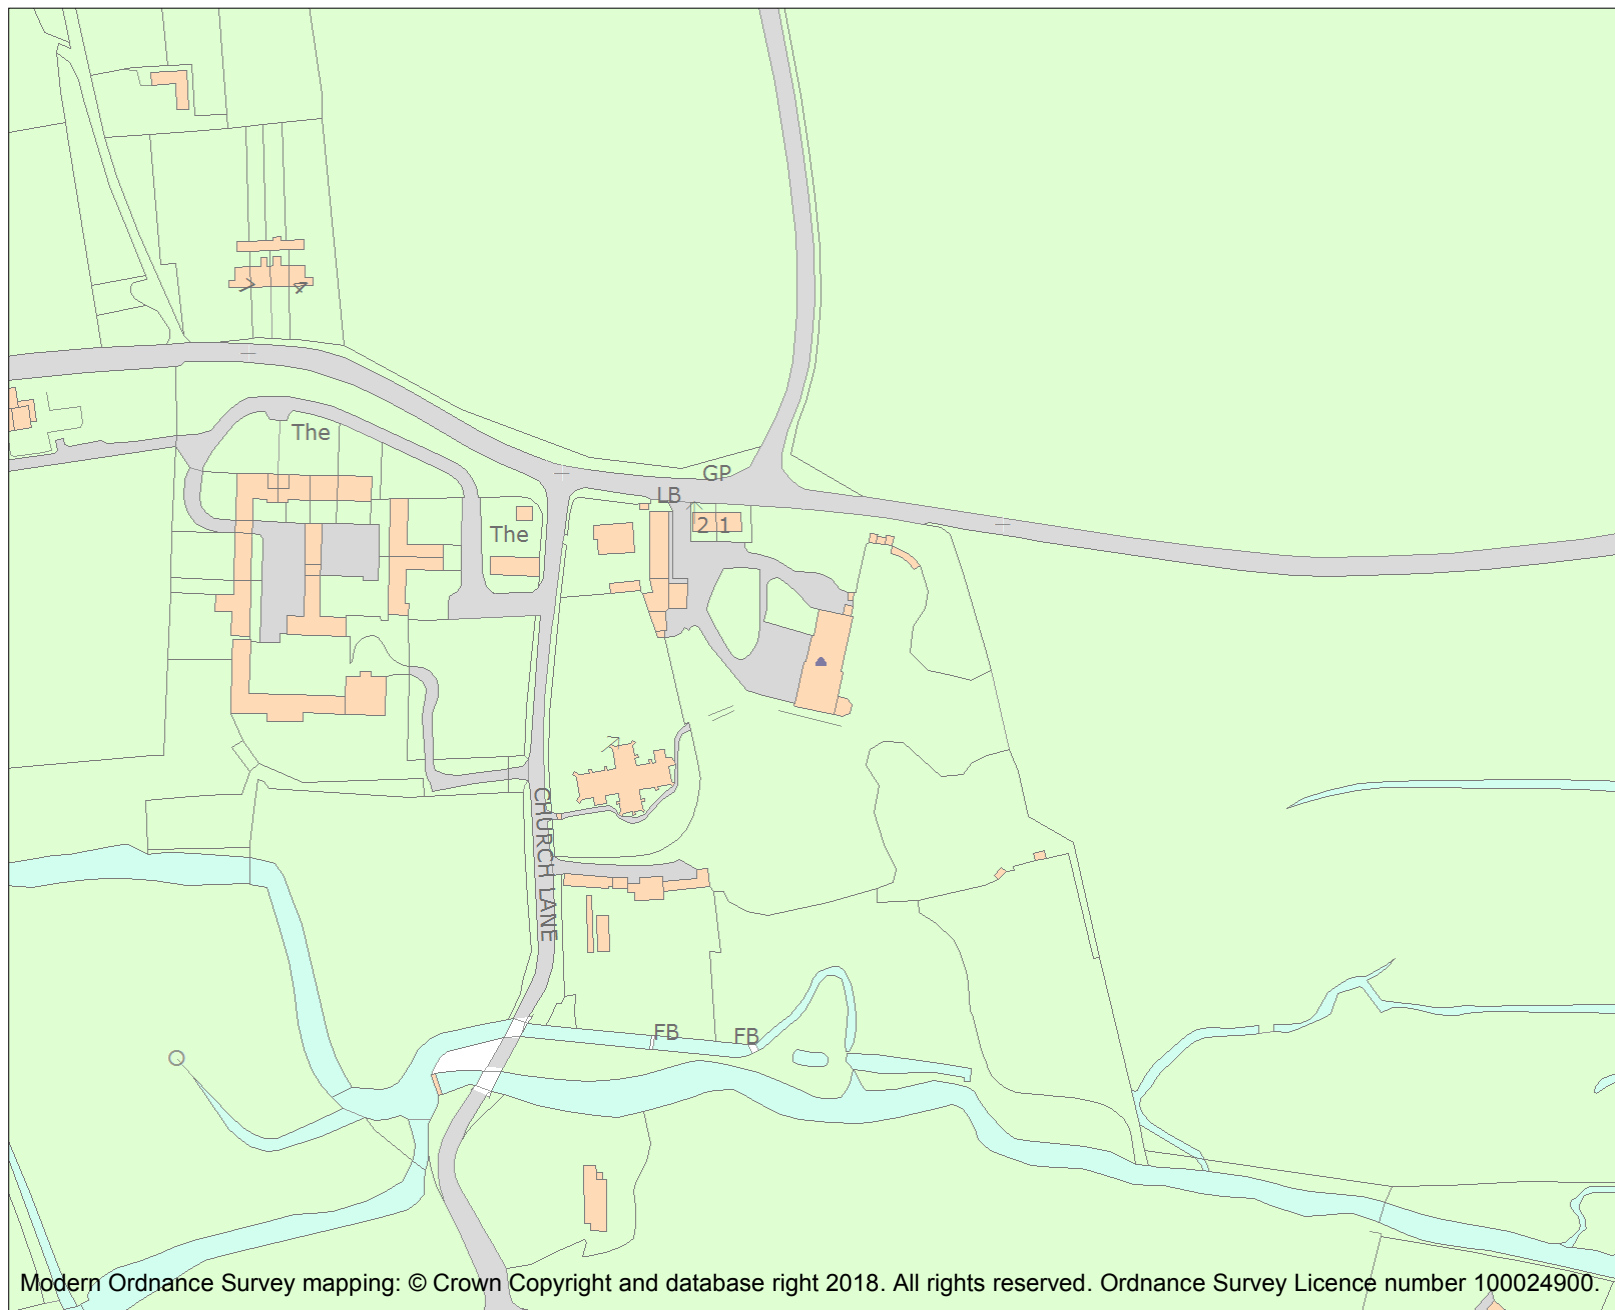 The
GP
LB
2 1
The
CHURCH LANE
FB
FB
Modern Ordnance Survey mapping: © Crown Copyright and database right 2018. All rights reserved. Ordnance Survey Licence number 100024900.